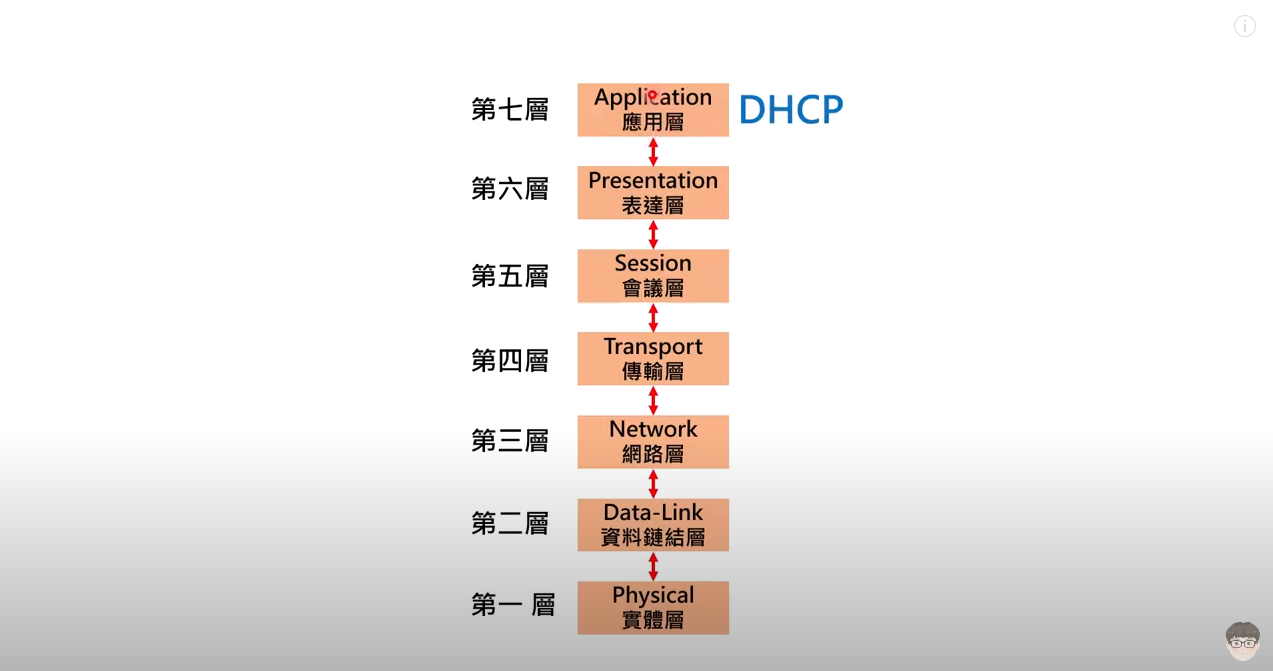 第七層
Application
應用層
DHCP
第六層
Presentation
表達層
第五層
Session
會議層
第四層
Transport
傳輸層
第三層
Network
網路層
第二層
Data-Link
資料鏈結層
第一 層
Physical
實體層